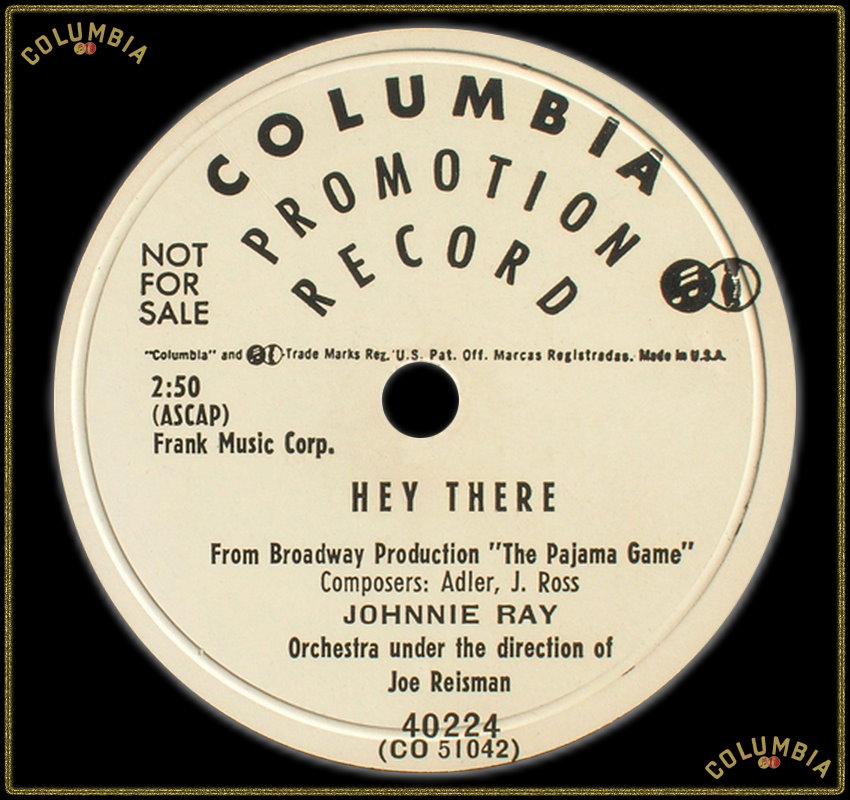 COLUMBIA
COLUMBIA
PROMOTION
RECORD
NOT
FOR
SALE
"Columbia" and Trade Marks Reg. U.S. Pat. Off. Marcas Registradas. Made in U.S.A.
2:50
(ASCAP)
Frank Music Corp.
HEY THERE
From Broadway Production "The Pajama Game"
Composers: Adler, J. Ross
JOHNNIE RAY
Orchestra under the direction of
Joe Reisman
40224
(CO 51042)
COLUMBIA